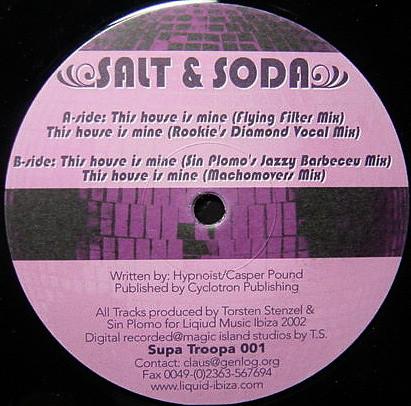 SALT & SODA
A-side: This house is mine (Flying Filter Mix)
This house is mine (Rookie's Diamond Vocal Mix)
B-side: This house is mine (Sin Plomo's Jazzy Barbeceu Mix)
This house is mine (Machomovers Mix)
Written by: Hypnoist/Casper Pound
Published by Cyclotron Publishing
All Tracks produced by Torsten Stenzel &
Sin Plomo for Liqiud Music Ibiza 2002
Digital recorded@magic island studios by T.S.
Supa Troopa 001
Contact: claus@genlog.org
Fax 0049-(0)2363-567694
www.liquid-ibiza.com